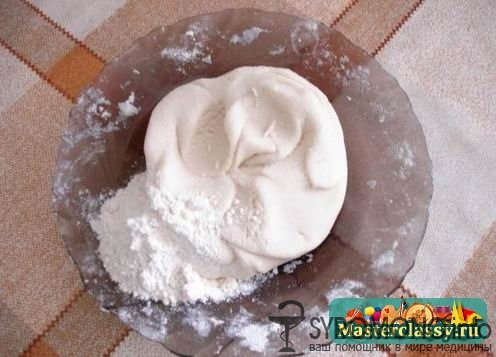 Masterclassy.ru
ваш помощник в мире медицины